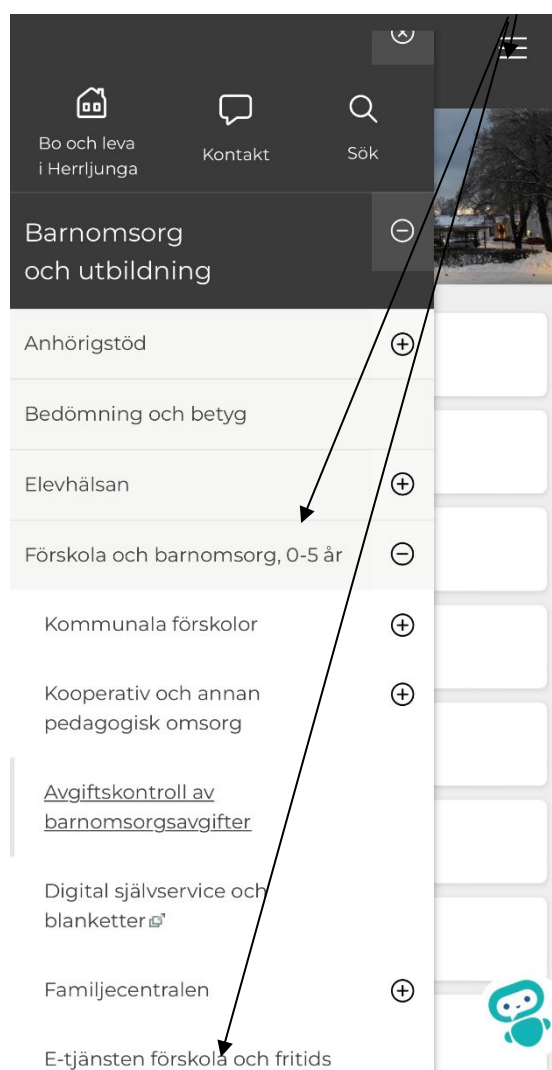 Bo och leva
i Herrljunga
Kontakt
Sök
Barnomsorg
och utbildning
Anhörigstöd
Bedömning och betyg
Elevhälsan
Förskola och barnomsorg, 0-5 år
Kommunala förskolor
Kooperativ och annan
pedagogisk omsorg
Avgiftskontroll av
barnomsorgsavgifter
Digital självservice och
blanketter
Familjecentralen
E-tjänsten förskola och fritids